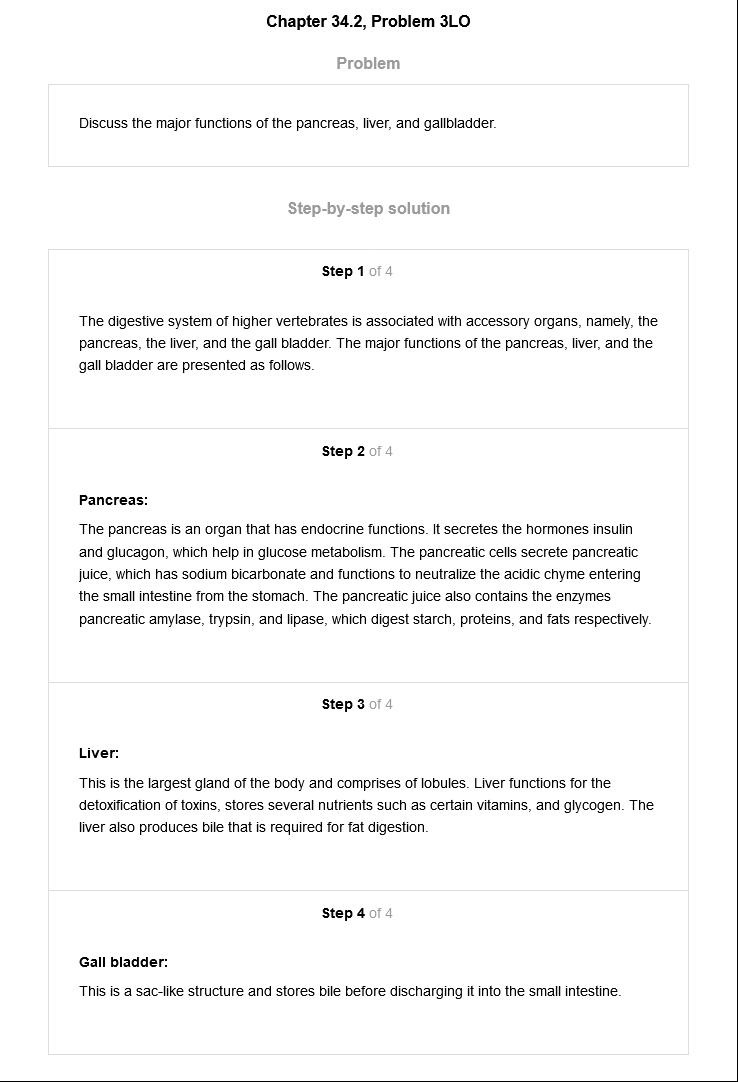 Chapter 34.2, Problem 3LO
Problem
Discuss the major functions of the pancreas, liver, and gallbladder.
Step-by-step solution
Step 1 of 4
The digestive system of higher vertebrates is associated with accessory organs, namely, the
pancreas, the liver, and the gall bladder. The major functions of the pancreas, liver, and the
gall bladder are presented as follows.
Step 2 of 4
Pancreas:
The pancreas is an organ that has endocrine functions. It secretes the hormones insulin
and glucagon, which help in glucose metabolism. The pancreatic cells secrete pancreatic
juice, which has sodium bicarbonate and functions to neutralize the acidic chyme entering
the small intestine from the stomach. The pancreatic juice also contains the enzymes
pancreatic amylase, trypsin, and lipase, which digest starch, proteins, and fats respectively.
Step 3 of 4
Liver:
This is the largest gland of the body and comprises of lobules. Liver functions for the
detoxification of toxins, stores several nutrients such as certain vitamins, and glycogen. The
liver also produces bile that is required for fat digestion.
Step 4 of 4
Gall bladder:
This is a sac-like structure and stores bile before discharging it into the small intestine.